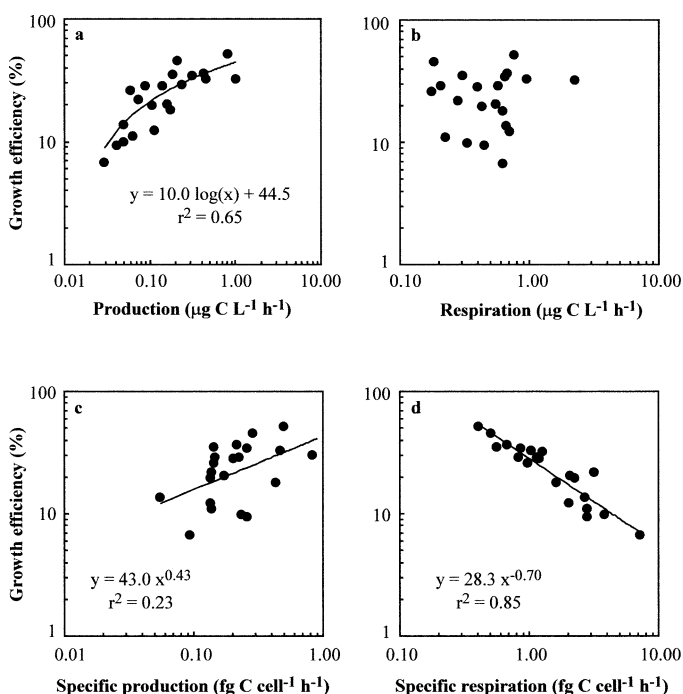 100
a
10
1
0.01
0.10
1.00
10.00
Growth efficiency (%)
y = 10.0 log(x) + 44.5
r² = 0.65
Production (μg C L⁻¹ h⁻¹)
100
b
10
1
0.10
1.00
10.00
Respiration (μg C L⁻¹ h⁻¹)
100
c
10
1
0.01
0.10
1.00
Growth efficiency (%)
y = 43.0 x⁰·⁴³
r² = 0.23
Specific production (fg C cell⁻¹ h⁻¹)
100
d
10
1
0.10
1.00
10.00
y = 28.3 x⁻⁰·⁷⁰
r² = 0.85
Specific respiration (fg C cell⁻¹ h⁻¹)